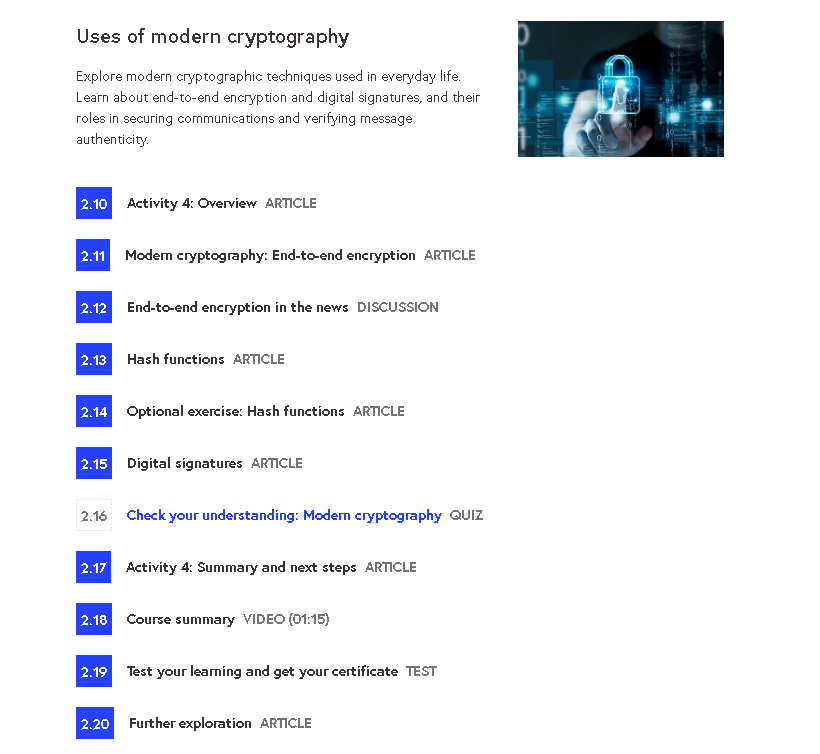 Uses of modern cryptography
Explore modern cryptographic techniques used in everyday life.
Learn about end-to-end encryption and digital signatures, and their
roles in securing communications and verifying message
authenticity.
2.10 Activity 4: Overview ARTICLE
2.11 Modern cryptography: End-to-end encryption ARTICLE
2.12 End-to-end encryption in the news DISCUSSION
2.13 Hash functions ARTICLE
2.14 Optional exercise: Hash functions ARTICLE
2.15 Digital signatures ARTICLE
2.16 Check your understanding: Modern cryptography QUIZ
2.17 Activity 4: Summary and next steps ARTICLE
2.18 Course summary VIDEO (01:15)
2.19 Test your learning and get your certificate TEST
2.20 Further exploration ARTICLE